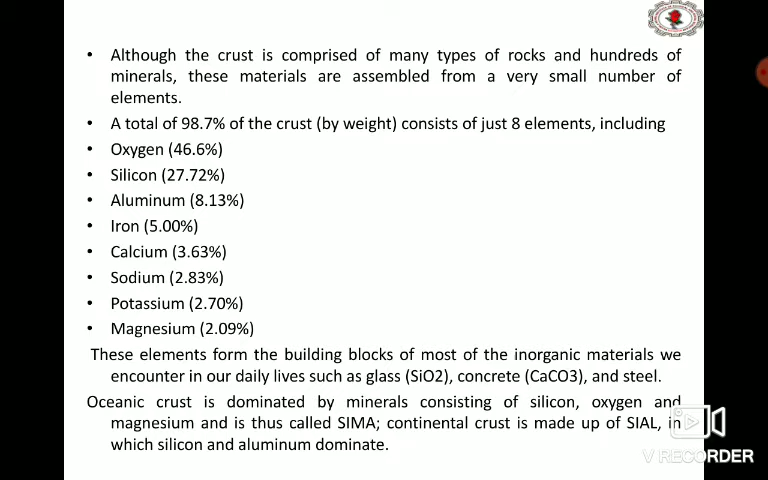 • Although the crust is comprised of many types of rocks and hundreds of
minerals, these materials are assembled from a very small number of
elements.
• A total of 98.7% of the crust (by weight) consists of just 8 elements, including
• Oxygen (46.6%)
• Silicon (27.72%)
• Aluminum (8.13%)
• Iron (5.00%)
• Calcium (3.63%)
• Sodium (2.83%)
• Potassium (2.70%)
• Magnesium (2.09%)
These elements form the building blocks of most of the inorganic materials we
encounter in our daily lives such as glass (SiO2), concrete (CaCO3), and steel.
Oceanic crust is dominated by minerals consisting of silicon, oxygen and
magnesium and is thus called SIMA; continental crust is made up of SIAL, in
which silicon and aluminum dominate.
V RECORDER